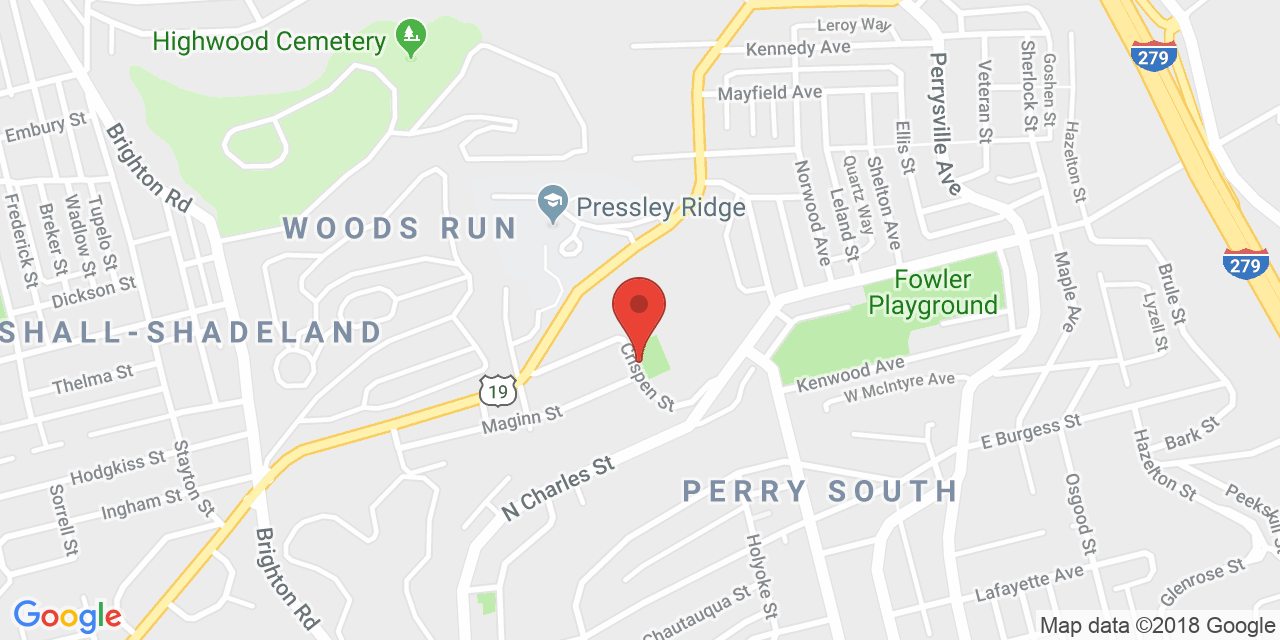 Leroy Way
Highwood Cemetery
Kennedy Ave
279
Perrysville Ave
Veteran St
Sherlock St
Goshen St
Mayfield Ave
Embury St
Brighton Rd
Ellis St
Hazelton St
Norwood Ave
Quartz Way
Shelton Ave
Leland St
Frederick St
Breker St
Wadlow St
Tupelo St
WOODS RUN
Pressley Ridge
279
Maple Ave
Brule St
Lyzell St
Dickson St
Fowler
Playground
SHALL-SHADELAND
Crispen St
Thelma St
19
Kenwood Ave
W McIntyre Ave
Maginn St
E Burgess St
Bark St
Hodgkiss St
Stayton St
Ingham St
Sorrell St
N Charles St
PERRY SOUTH
Hazelton St
Osgood St
Peekskill St
Brighton Rd
Holyoke St
Lafayette Ave
Glenrose St
Chautauqua St
Google
Map data ©2018 Google